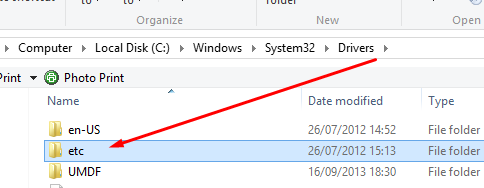 to to folder
Organize New
Computer Local Disk (C:) Windows System32 Drivers
Print Photo Print
Name Date modified Type
en-US 26/07/2012 14:52 File folder
etc 26/07/2012 15:13 File folder
UMDF 16/09/2013 18:30 File folder